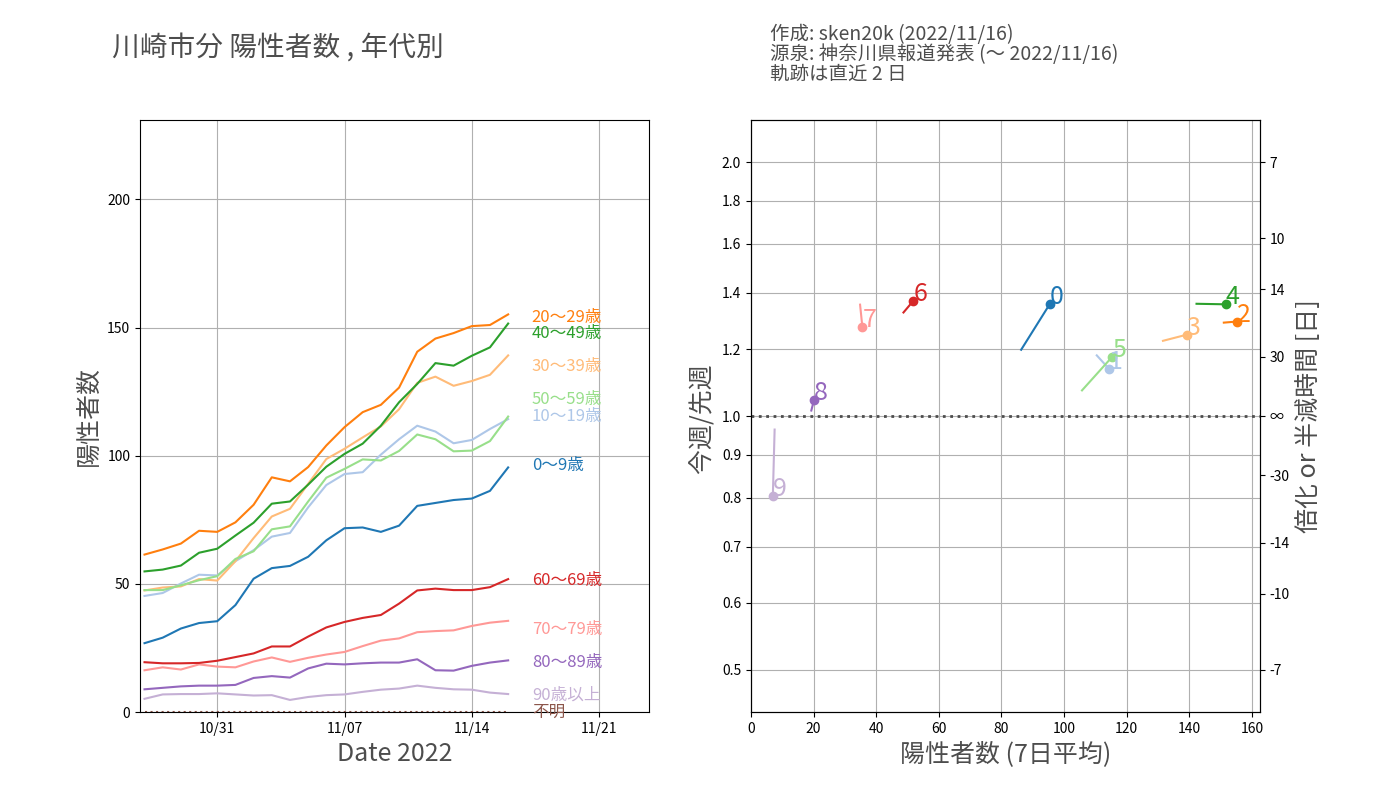 川崎市分 陽性者数 , 年代別
作成: sken20k (2022/11/16)
源泉: 神奈川県報道発表 (〜 2022/11/16)
軌跡は直近 2 日
陽性者数
200
150
100
50
0
10/31
11/07
11/14
11/21
Date 2022
20〜29歳
40〜49歳
30〜39歳
50〜59歳
10〜19歳
0〜9歳
60〜69歳
70〜79歳
80〜89歳
90歳以上
不明
今週/先週
2.0
1.8
1.6
1.4
1.2
1.0
0.9
0.8
0.7
0.6
0.5
6
0
4
2
7
3
5
1
8
9
7
10
14
30
∞
-30
-14
-10
-7
倍化 or 半減時間 [日]
0
20
40
60
80
100
120
140
160
陽性者数 (7日平均)